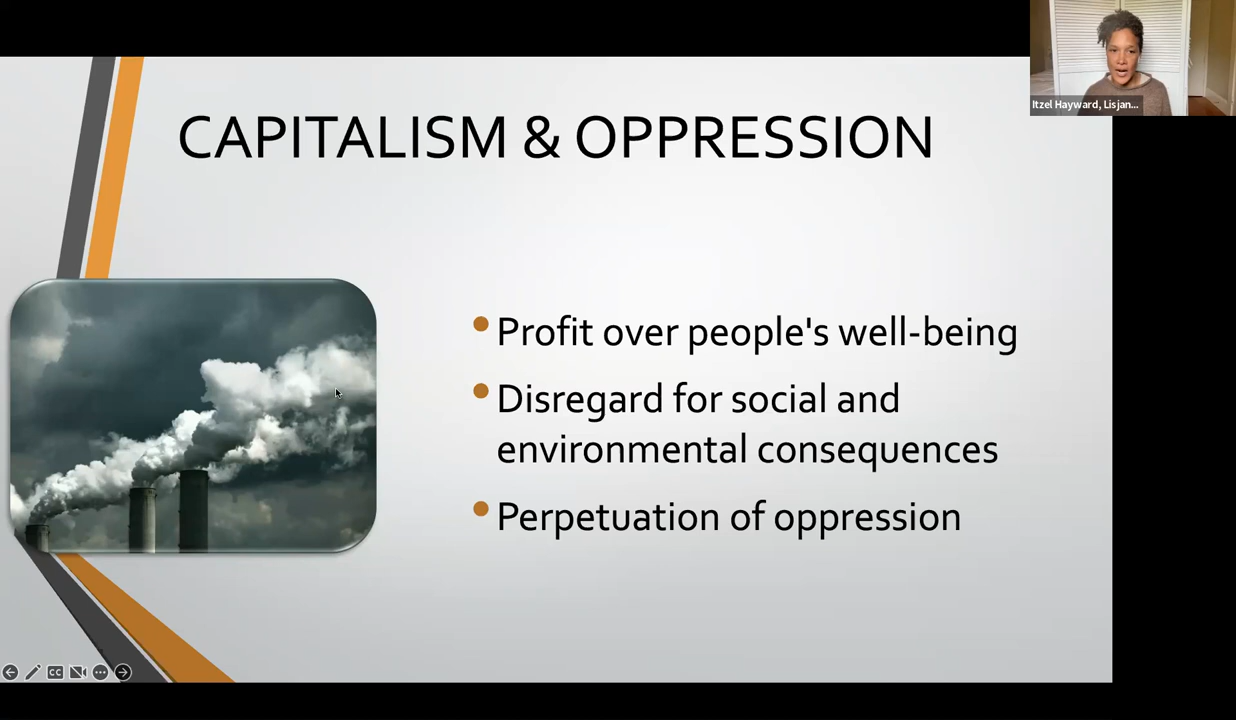 Itzel Hayward, Lisjan...
CAPITALISM & OPPRESSION
Profit over people's well-being
Disregard for social and
environmental consequences
Perpetuation of oppression
CC